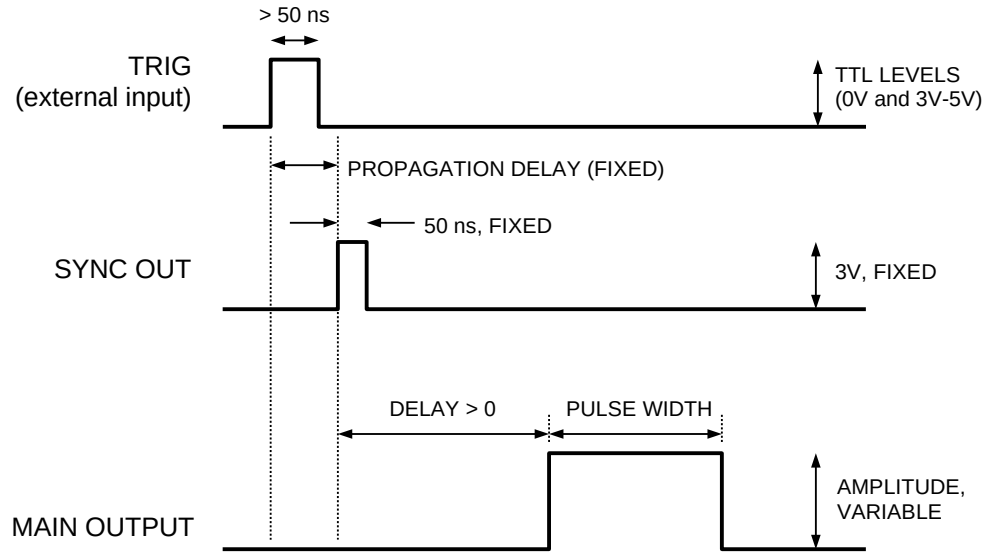 > 50 ns
TRIG
(external input)
TTL LEVELS
(0V and 3V-5V)
PROPAGATION DELAY (FIXED)
50 ns, FIXED
SYNC OUT
3V, FIXED
DELAY > 0
PULSE WIDTH
AMPLITUDE,
VARIABLE
MAIN OUTPUT